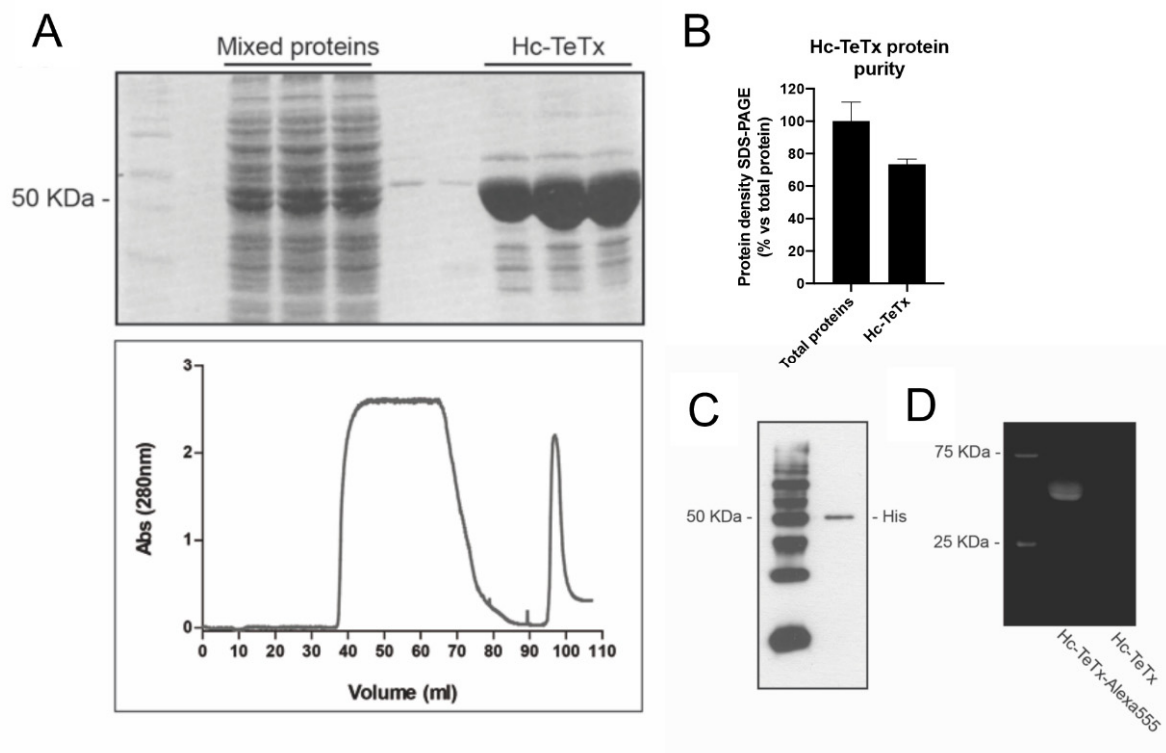 A
Mixed proteins
Hc-TeTx
50 KDa -
3
2
1
0
Abs (280nm)
0 10 20 30 40 50 60 70 80 90 100 110
Volume (ml)
B
Hc-TeTx protein
purity
Protein density SDS-PAGE
(% vs total protein)
120
100
80
60
40
20
0
Total proteins
Hc-TeTx
C
50 KDa -
- His
D
75 KDa -
25 KDa -
Hc-TeTx-Alexa555
Hc-TeTx